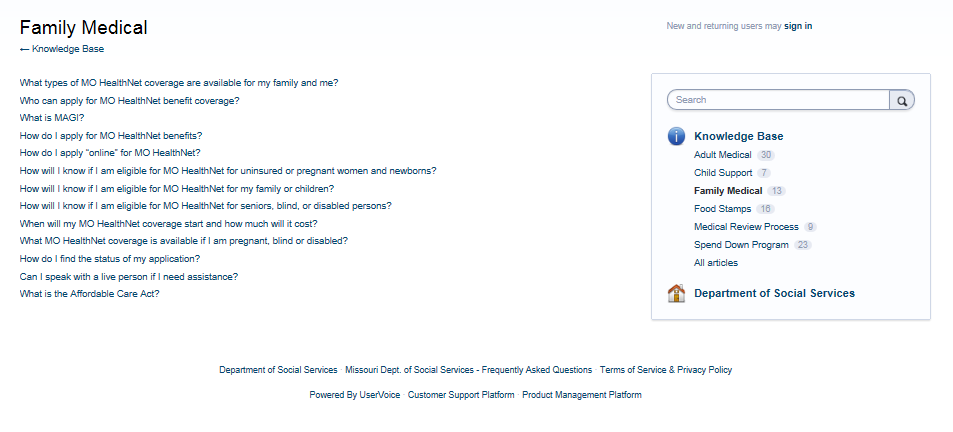 Family Medical
New and returning users may sign in
← Knowledge Base
What types of MO HealthNet coverage are available for my family and me?
Who can apply for MO HealthNet benefit coverage?
What is MAGI?
How do I apply for MO HealthNet benefits?
How do I apply "online" for MO HealthNet?
How will I know if I am eligible for MO HealthNet for uninsured or pregnant women and newborns?
How will I know if I am eligible for MO HealthNet for my family or children?
How will I know if I am eligible for MO HealthNet for seniors, blind, or disabled persons?
When will my MO HealthNet coverage start and how much will it cost?
What MO HealthNet coverage is available if I am pregnant, blind or disabled?
How do I find the status of my application?
Can I speak with a live person if I need assistance?
What is the Affordable Care Act?
Search
Knowledge Base
Adult Medical 30
Child Support 7
Family Medical 13
Food Stamps 16
Medical Review Process 9
Spend Down Program 23
All articles
Department of Social Services
Department of Social Services · Missouri Dept. of Social Services - Frequently Asked Questions · Terms of Service & Privacy Policy
Powered By UserVoice · Customer Support Platform · Product Management Platform